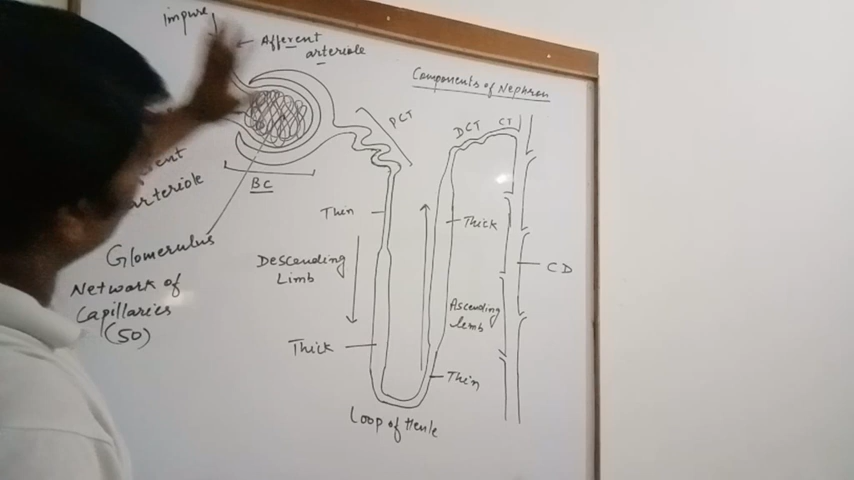 Impure
Afferent
arteriole
Components of Nephron
PCT
DCT
CT
BC
arteriole
Thin
Thick
Glomerulus
Descending
Limb
CD
Network of
Capillaries
(50)
Ascending
limb
Thick
Thin
Loop of Henle